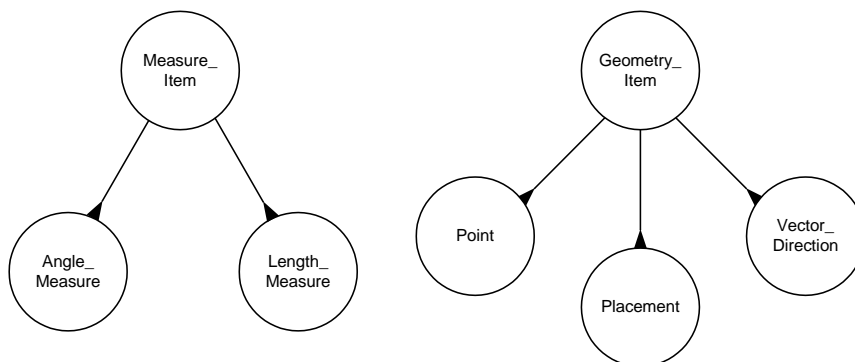 Measure_
Item
Geometry_
Item
Point
Vector_
Direction
Angle_
Measure
Length_
Measure
Placement